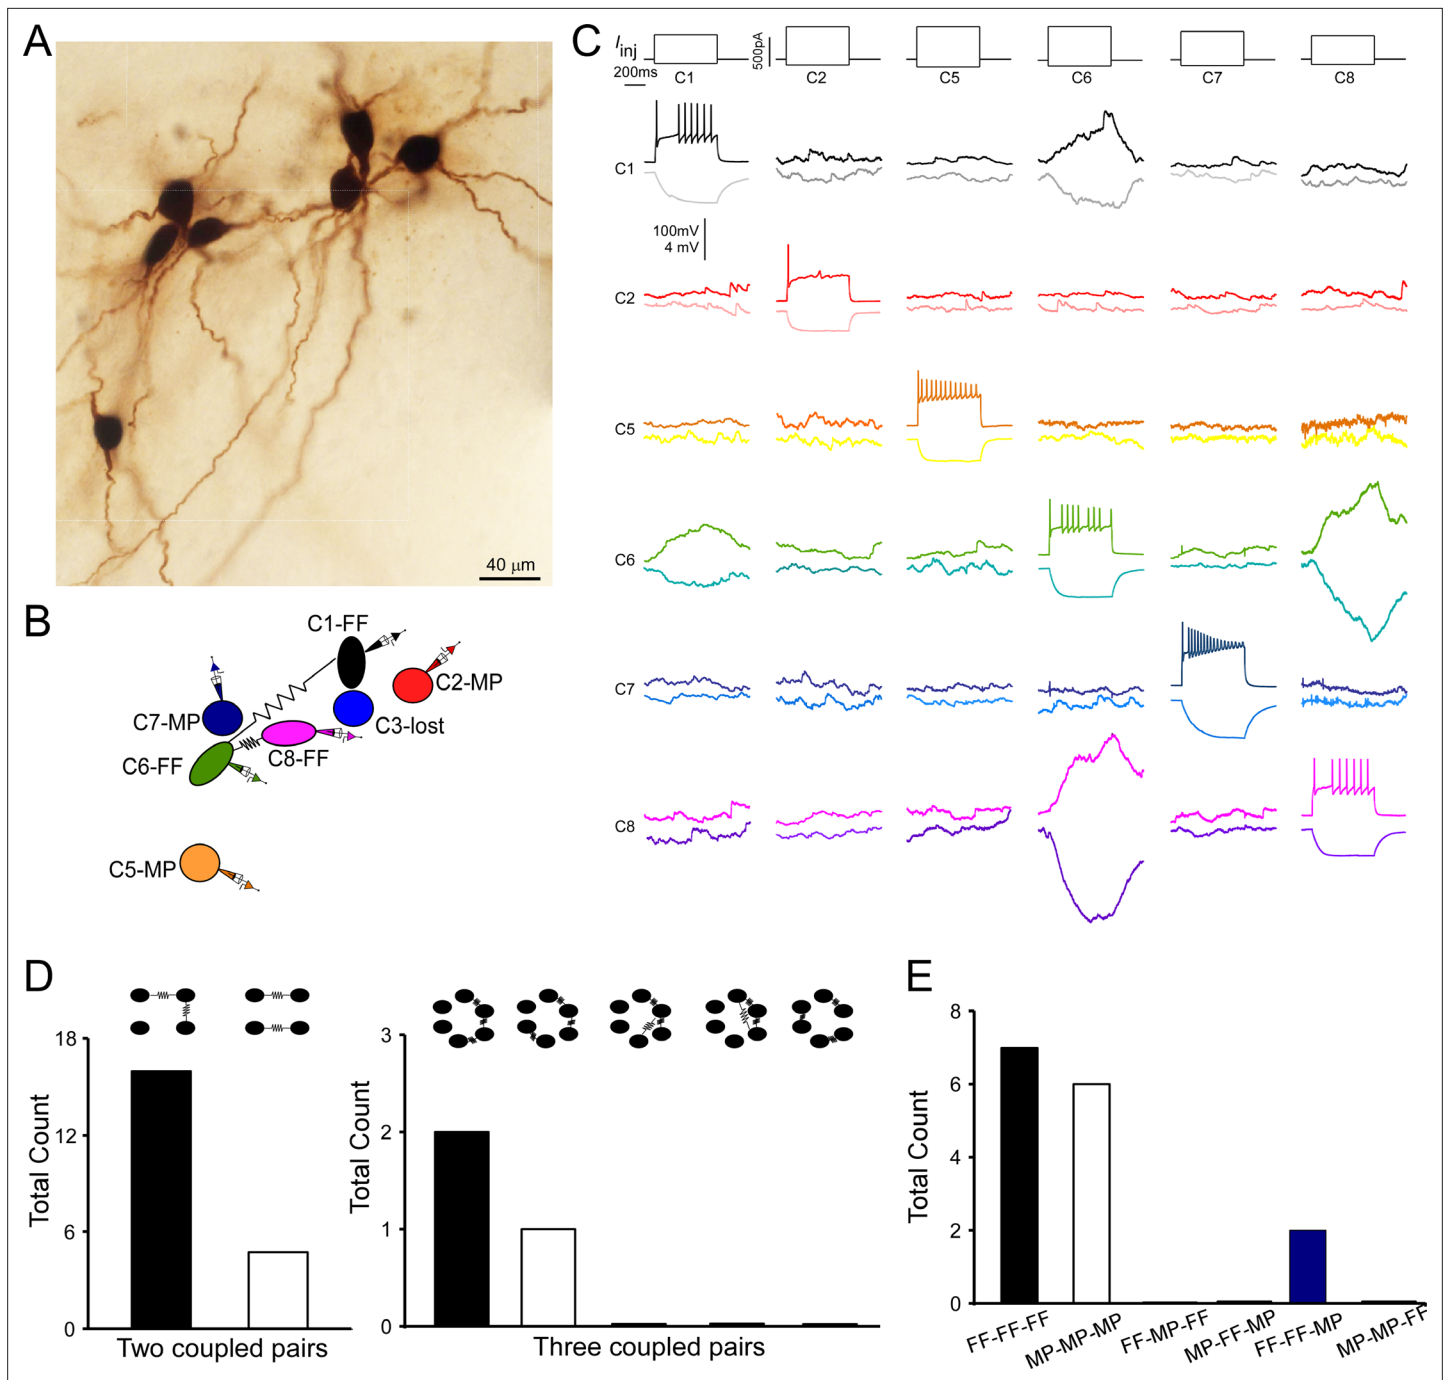 A
40 µm
B
C1-FF
C2-MP
C7-MP
C3-lost
C6-FF
C8-FF
C5-MP
C
Iinj
200ms
500pA
C1
C2
C5
C6
C7
C8
C1
100mV
4 mV
C2
C5
C6
C7
C8
D
18
12
6
0
Total Count
Two coupled pairs
3
2
1
0
Total Count
Three coupled pairs
E
8
6
4
2
0
Total Count
FF-FF-FF
MP-MP-MP
FF-MP-FF
MP-FF-MP
FF-FF-MP
MP-MP-FF